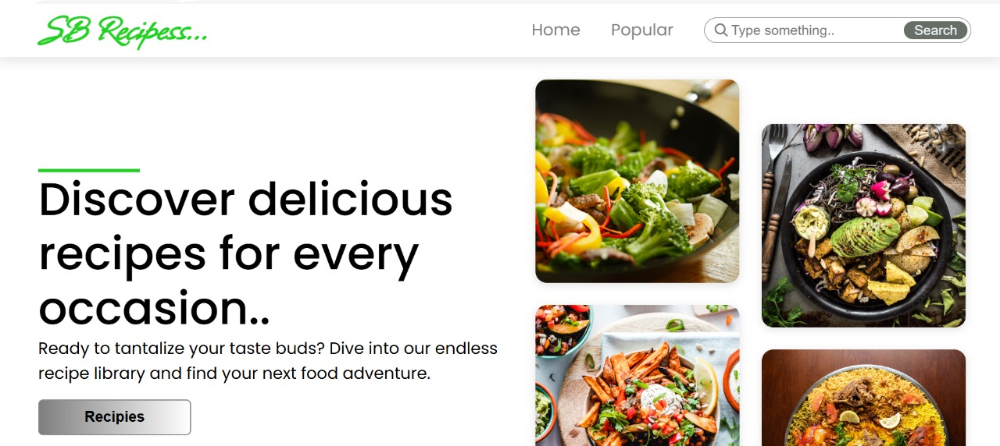 SB Recipess...
Home
Popular
Type something..
Search
Discover delicious
recipes for every
occasion..
Ready to tantalize your taste buds? Dive into our endless
recipe library and find your next food adventure.
Recipies